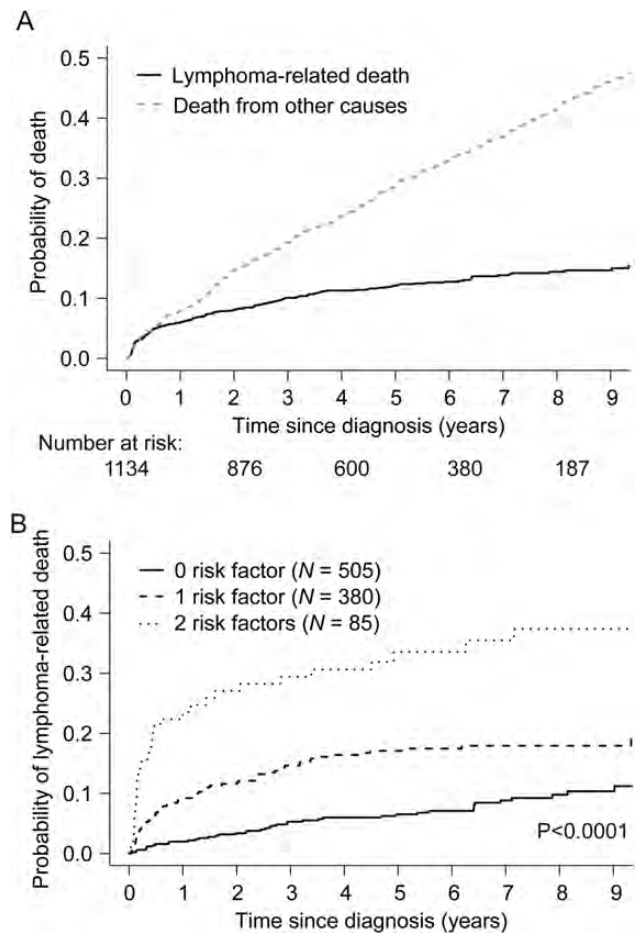 A
Probability of death
0.5
0.4
0.3
0.2
0.1
0.0
Lymphoma-related death
Death from other causes
0 1 2 3 4 5 6 7 8 9
Time since diagnosis (years)
Number at risk:
1134 876 600 380 187
B
Probability of lymphoma-related death
0.5
0.4
0.3
0.2
0.1
0.0
0 risk factor (N = 505)
1 risk factor (N = 380)
2 risk factors (N = 85)
P<0.0001
0 1 2 3 4 5 6 7 8 9
Time since diagnosis (years)